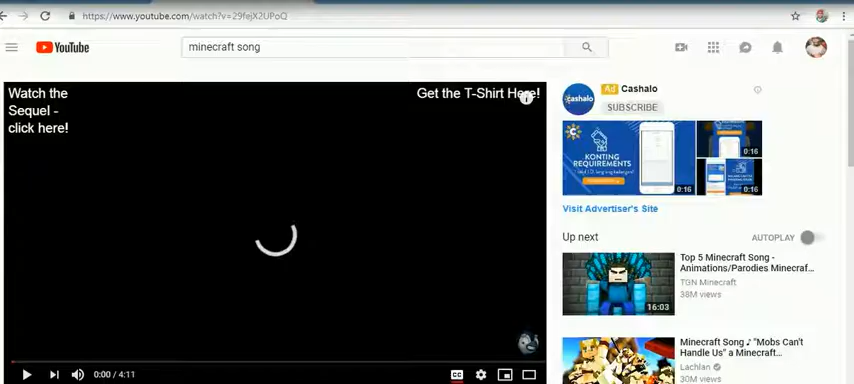 https://www.youtube.com/watch?v=29fejX2UPoQ
YouTube
minecraft song
Watch the
Sequel -
click here!
Get the T-Shirt Here!
0:00 / 4:11
Ad Cashalo
SUBSCRIBE
cashalo
KONTING
REQUIREMENTS
0:16
0:16
0:16
Visit Advertiser's Site
Up next
AUTOPLAY
16:03
Top 5 Minecraft Song -
Animations/Parodies Minecraf...
TGN Minecraft
38M views
Minecraft Song ♪ "Mobs Can't
Handle Us" a Minecraft...
Lachlan
30M views